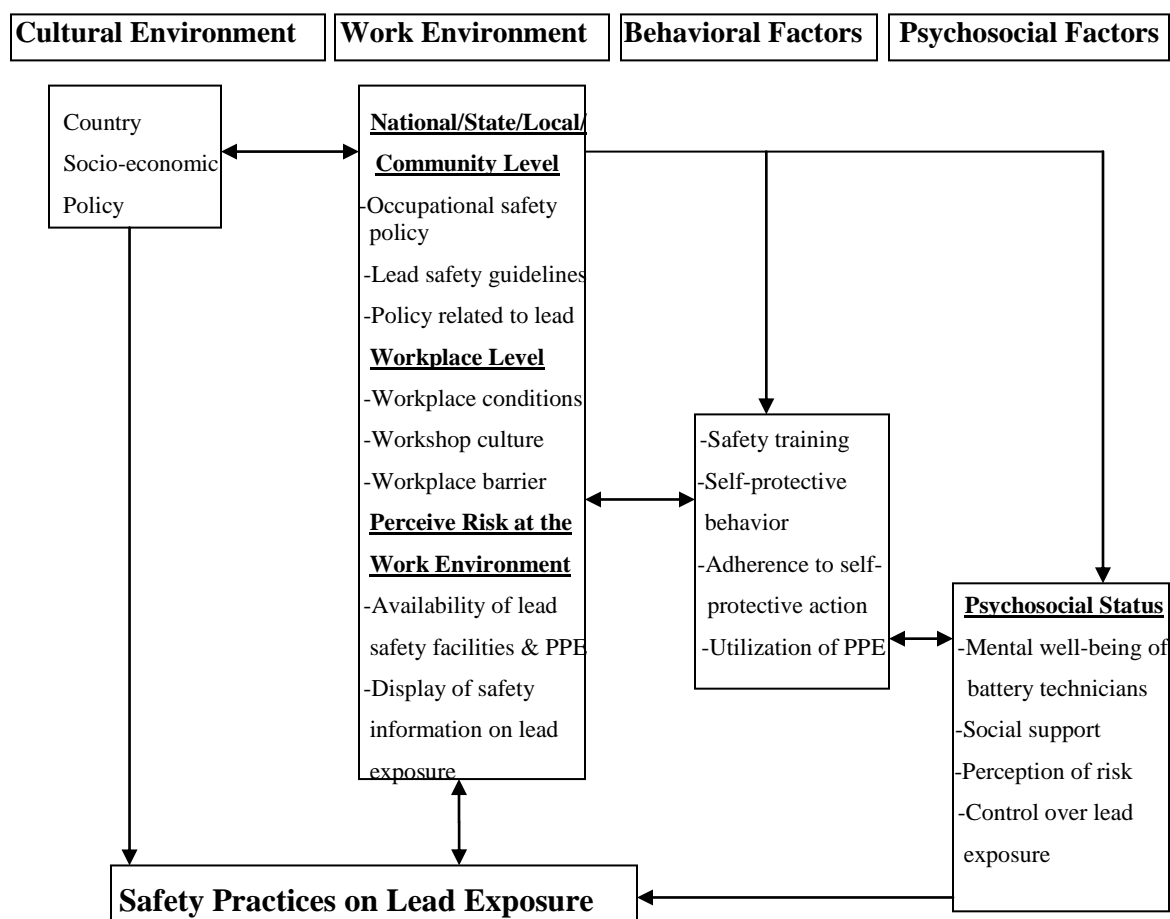 Cultural Environment
Work Environment
Behavioral Factors
Psychosocial Factors
Country
Socio-economic
Policy
National/State/Local/
Community Level
-Occupational safety
policy
-Lead safety guidelines
-Policy related to lead
Workplace Level
-Workplace conditions
-Workshop culture
-Workplace barrier
Perceive Risk at the
Work Environment
-Availability of lead
safety facilities & PPE
-Display of safety
information on lead
exposure
-Safety training
-Self-protective
behavior
-Adherence to self-
protective action
-Utilization of PPE
Psychosocial Status
-Mental well-being of
battery technicians
-Social support
-Perception of risk
-Control over lead
exposure
Safety Practices on Lead Exposure